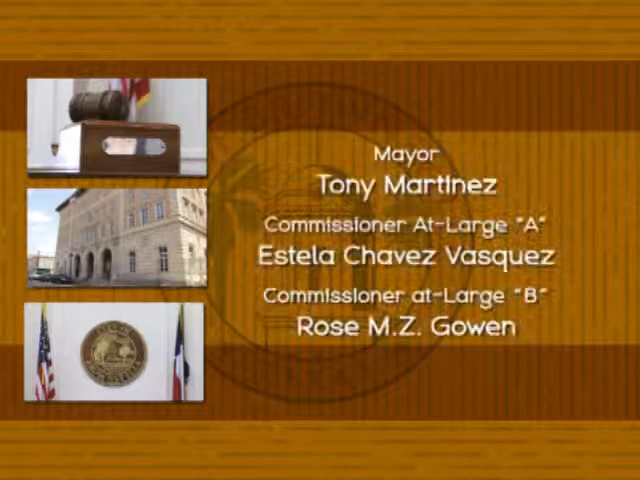 Mayor
Tony Martinez
Commissioner At-Large "A"
Estela Chavez Vasquez
Commissioner at-Large "B"
Rose M.Z. Gowen